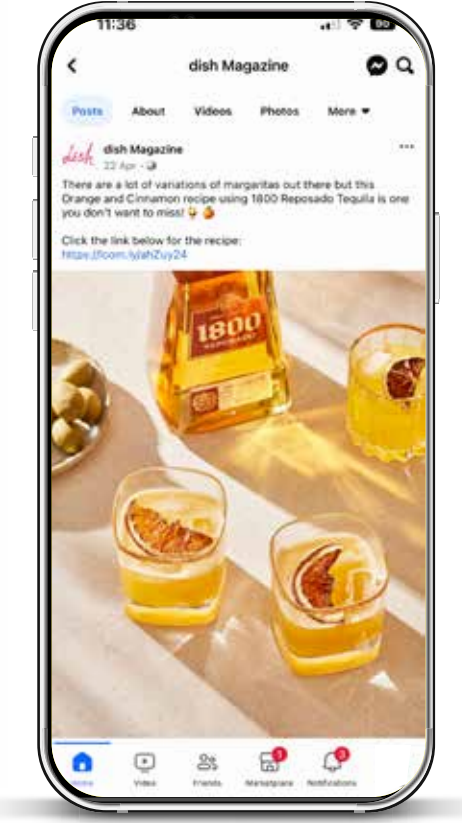 11:36
dish Magazine
Posts About Videos Photos More
dish
dish Magazine
22 Apr
There are a lot of variations of margaritas out there but this
Orange and Cinnamon recipe using 1800 Reposado Tequila is one
you don't want to miss!
Click the link below for the recipe:
1800
REPOSADO
Home Video Friends Marketplace Notifications